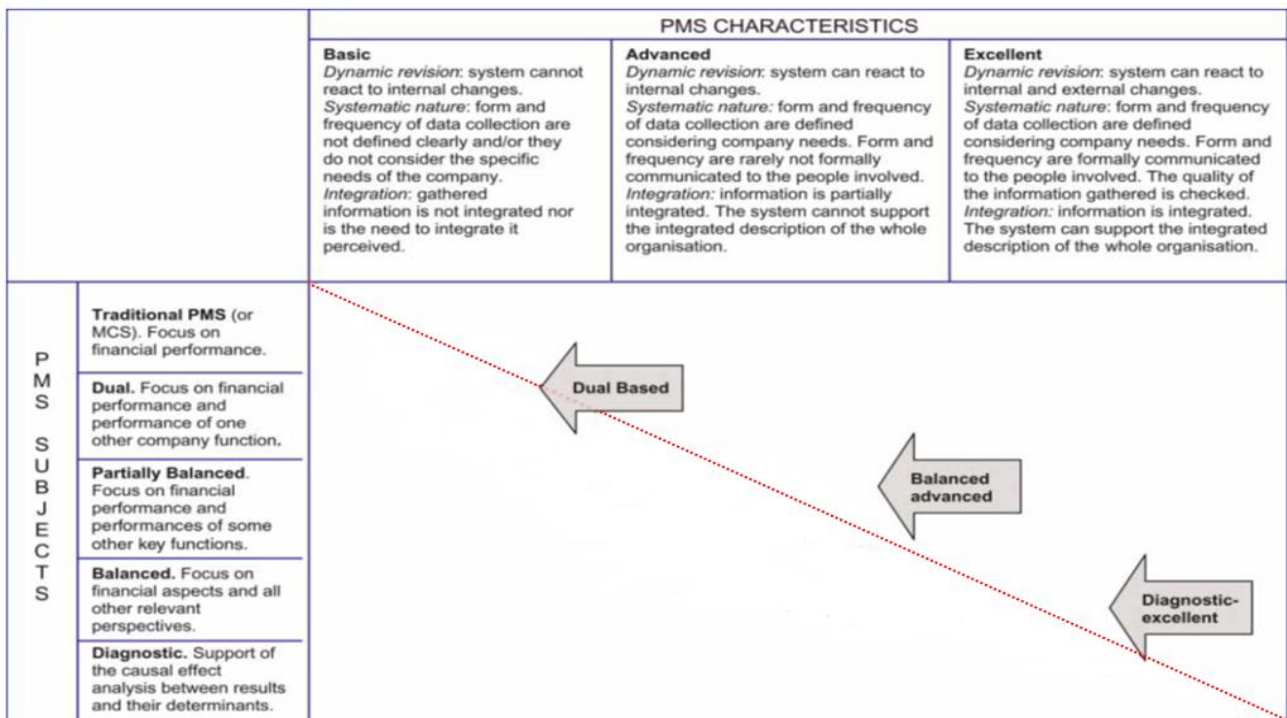 PMS CHARACTERISTICS
Basic
Dynamic revision: system cannot
react to internal changes.
Systematic nature: form and
frequency of data collection are
not defined clearly and/or they
do not consider the specific
needs of the company.
Integration: gathered
information is not integrated nor
is the need to integrate it
perceived.
Advanced
Dynamic revision: system can react to
internal changes.
Systematic nature: form and frequency
of data collection are defined
considering company needs. Form and
frequency are rarely not formally
communicated to the people involved.
Integration: information is partially
integrated. The system cannot support
the integrated description of the whole
organisation.
Excellent
Dynamic revision: system can react to
internal and external changes.
Systematic nature: form and frequency
of data collection are defined
considering company needs. Form and
frequency are formally communicated
to the people involved. The quality of
the information gathered is checked.
Integration: information is integrated.
The system can support the integrated
description of the whole organisation.
PMS SUBJECTS
Traditional PMS (or
MCS). Focus on
financial performance.
Dual. Focus on financial
performance and
performance of one
other company function.
Partially Balanced.
Focus on financial
performance and
performances of some
other key functions.
Balanced. Focus on
financial aspects and all
other relevant
perspectives.
Diagnostic. Support of
the causal effect
analysis between results
and their determinants.
Dual Based
Balanced
advanced
Diagnostic-
excellent